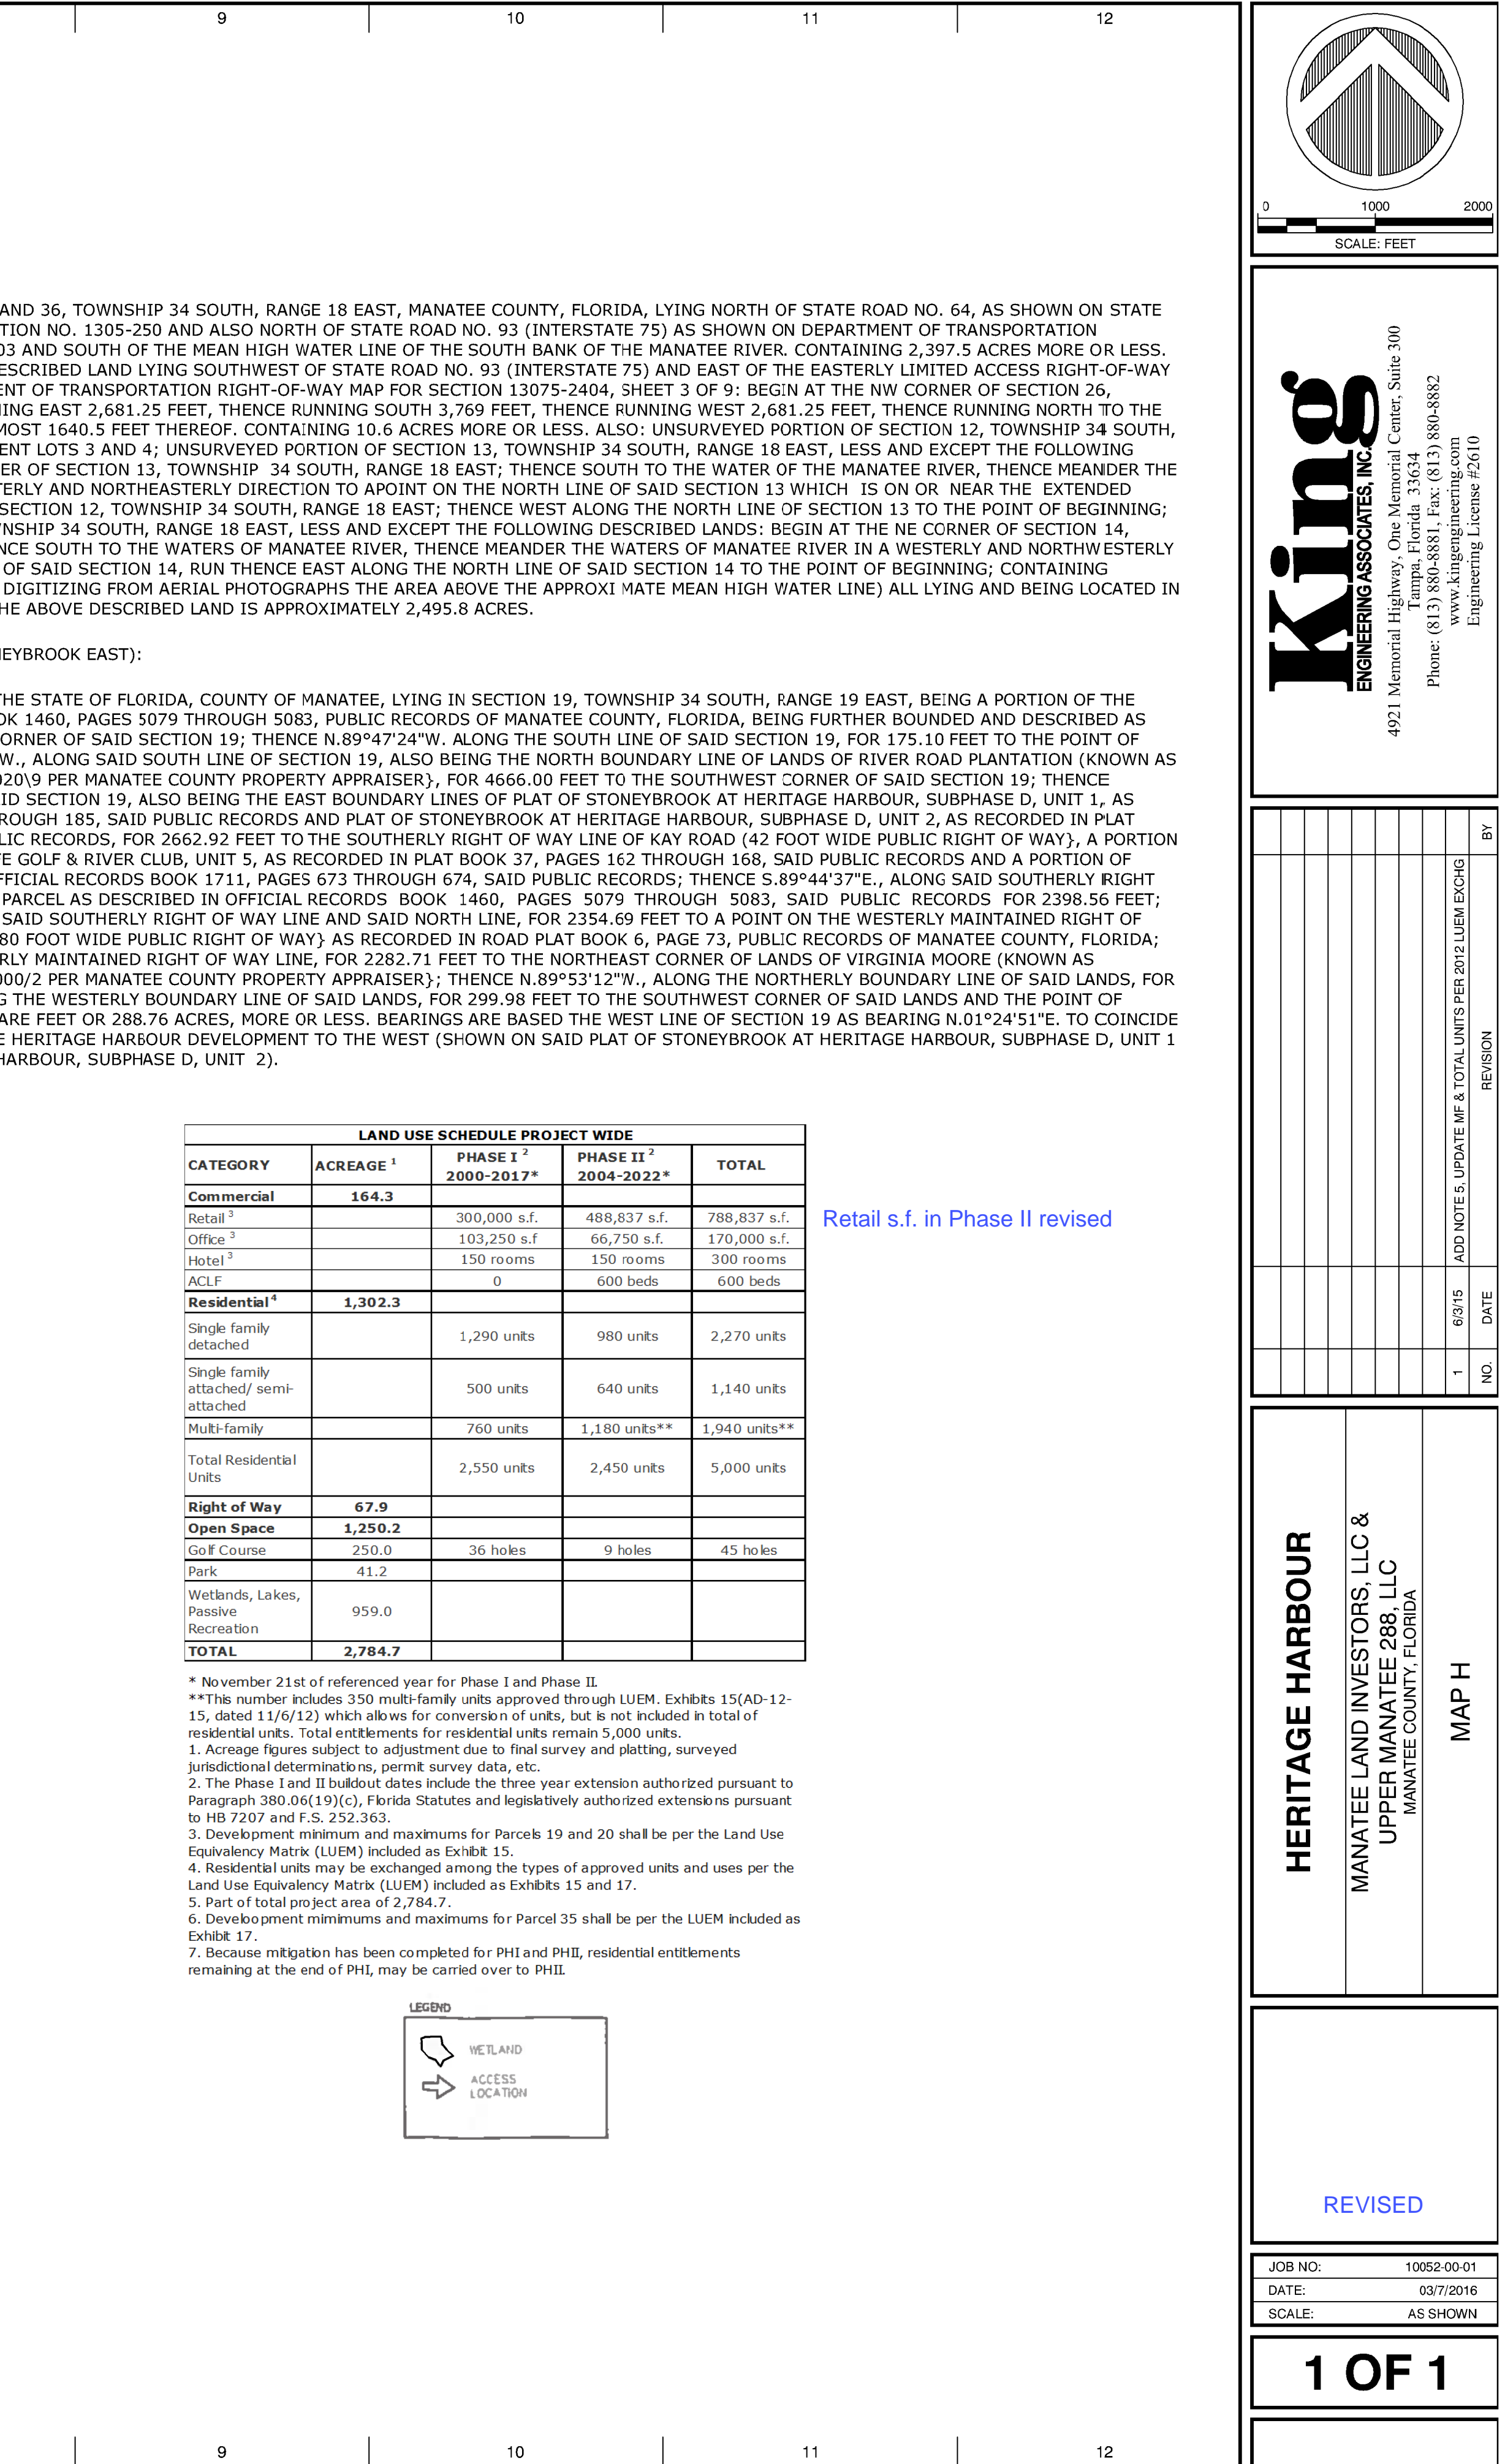 9 10 11 12
AND 36, TOWNSHIP 34 SOUTH, RANGE 18 EAST, MANATEE COUNTY, FLORIDA, LYING NORTH OF STATE ROAD NO. 64, AS SHOWN ON STATE
TION NO. 1305-250 AND ALSO NORTH OF STATE ROAD NO. 93 (INTERSTATE 75) AS SHOWN ON DEPARTMENT OF TRANSPORTATION
03 AND SOUTH OF THE MEAN HIGH WATER LINE OF THE SOUTH BANK OF THE MANATEE RIVER. CONTAINING 2,397.5 ACRES MORE OR LESS.
ESCRIBED LAND LYING SOUTHWEST OF STATE ROAD NO. 93 (INTERSTATE 75) AND EAST OF THE EASTERLY LIMITED ACCESS RIGHT-OF-WAY
ENT OF TRANSPORTATION RIGHT-OF-WAY MAP FOR SECTION 13075-2404, SHEET 3 OF 9: BEGIN AT THE NW CORNER OF SECTION 26,
NING EAST 2,681.25 FEET, THENCE RUNNING SOUTH 3,769 FEET, THENCE RUNNING WEST 2,681.25 FEET, THENCE RUNNING NORTH TO THE
MOST 1640.5 FEET THEREOF. CONTAINING 10.6 ACRES MORE OR LESS. ALSO: UNSURVEYED PORTION OF SECTION 12, TOWNSHIP 34 SOUTH,
ENT LOTS 3 AND 4; UNSURVEYED PORTION OF SECTION 13, TOWNSHIP 34 SOUTH, RANGE 18 EAST, LESS AND EXCEPT THE FOLLOWING
ER OF SECTION 13, TOWNSHIP 34 SOUTH, RANGE 18 EAST; THENCE SOUTH TO THE WATER OF THE MANATEE RIVER, THENCE MEANDER THE
TERLY AND NORTHEASTERLY DIRECTION TO APOINT ON THE NORTH LINE OF SAID SECTION 13 WHICH IS ON OR NEAR THE EXTENDED
SECTION 12, TOWNSHIP 34 SOUTH, RANGE 18 EAST; THENCE WEST ALONG THE NORTH LINE OF SECTION 13 TO THE POINT OF BEGINNING;
WNSHIP 34 SOUTH, RANGE 18 EAST, LESS AND EXCEPT THE FOLLOWING DESCRIBED LANDS: BEGIN AT THE NE CORNER OF SECTION 14,
NCE SOUTH TO THE WATERS OF MANATEE RIVER, THENCE MEANDER THE WATERS OF MANATEE RIVER IN A WESTERLY AND NORTHWESTERLY
OF SAID SECTION 14, RUN THENCE EAST ALONG THE NORTH LINE OF SAID SECTION 14 TO THE POINT OF BEGINNING; CONTAINING
DIGITIZING FROM AERIAL PHOTOGRAPHS THE AREA ABOVE THE APPROXI MATE MEAN HIGH WATER LINE) ALL LYING AND BEING LOCATED IN
HE ABOVE DESCRIBED LAND IS APPROXIMATELY 2,495.8 ACRES.
NEYBROOK EAST):
THE STATE OF FLORIDA, COUNTY OF MANATEE, LYING IN SECTION 19, TOWNSHIP 34 SOUTH, RANGE 19 EAST, BEING A PORTION OF THE
OK 1460, PAGES 5079 THROUGH 5083, PUBLIC RECORDS OF MANATEE COUNTY, FLORIDA, BEING FURTHER BOUNDED AND DESCRIBED AS
ORNER OF SAID SECTION 19; THENCE N.89°47'24"W. ALONG THE SOUTH LINE OF SAID SECTION 19, FOR 175.10 FEET TO THE POINT OF
W., ALONG SAID SOUTH LINE OF SECTION 19, ALSO BEING THE NORTH BOUNDARY LINE OF LANDS OF RIVER ROAD PLANTATION (KNOWN AS
020\9 PER MANATEE COUNTY PROPERTY APPRAISER}, FOR 4666.00 FEET TO THE SOUTHWEST CORNER OF SAID SECTION 19; THENCE
ID SECTION 19, ALSO BEING THE EAST BOUNDARY LINES OF PLAT OF STONEYBROOK AT HERITAGE HARBOUR, SUBPHASE D, UNIT 1, AS
ROUGH 185, SAID PUBLIC RECORDS AND PLAT OF STONEYBROOK AT HERITAGE HARBOUR, SUBPHASE D, UNIT 2, AS RECORDED IN PLAT
LIC RECORDS, FOR 2662.92 FEET TO THE SOUTHERLY RIGHT OF WAY LINE OF KAY ROAD (42 FOOT WIDE PUBLIC RIGHT OF WAY}, A PORTION
E GOLF & RIVER CLUB, UNIT 5, AS RECORDED IN PLAT BOOK 37, PAGES 162 THROUGH 168, SAID PUBLIC RECORDS AND A PORTION OF
FFICIAL RECORDS BOOK 1711, PAGES 673 THROUGH 674, SAID PUBLIC RECORDS; THENCE S.89°44'37"E., ALONG SAID SOUTHERLY RIGHT
PARCEL AS DESCRIBED IN OFFICIAL RECORDS BOOK 1460, PAGES 5079 THROUGH 5083, SAID PUBLIC RECORDS FOR 2398.56 FEET;
SAID SOUTHERLY RIGHT OF WAY LINE AND SAID NORTH LINE, FOR 2354.69 FEET TO A POINT ON THE WESTERLY MAINTAINED RIGHT OF
80 FOOT WIDE PUBLIC RIGHT OF WAY} AS RECORDED IN ROAD PLAT BOOK 6, PAGE 73, PUBLIC RECORDS OF MANATEE COUNTY, FLORIDA;
RLY MAINTAINED RIGHT OF WAY LINE, FOR 2282.71 FEET TO THE NORTHEAST CORNER OF LANDS OF VIRGINIA MOORE (KNOWN AS
000/2 PER MANATEE COUNTY PROPERTY APPRAISER}; THENCE N.89°53'12"W., ALONG THE NORTHERLY BOUNDARY LINE OF SAID LANDS, FOR
G THE WESTERLY BOUNDARY LINE OF SAID LANDS, FOR 299.98 FEET TO THE SOUTHWEST CORNER OF SAID LANDS AND THE POINT OF
ARE FEET OR 288.76 ACRES, MORE OR LESS. BEARINGS ARE BASED THE WEST LINE OF SECTION 19 AS BEARING N.01°24'51"E. TO COINCIDE
E HERITAGE HARBOUR DEVELOPMENT TO THE WEST (SHOWN ON SAID PLAT OF STONEYBROOK AT HERITAGE HARBOUR, SUBPHASE D, UNIT 1
HARBOUR, SUBPHASE D, UNIT 2).
LAND USE SCHEDULE PROJECT WIDE
CATEGORY ACREAGE 1 PHASE I 2 2000-2017* PHASE II 2 2004-2022* TOTAL
Commercial 164.3
Retail 3 300,000 s.f. 488,837 s.f. 788,837 s.f.
Retail s.f. in Phase II revised
Office 3 103,250 s.f 66,750 s.f. 170,000 s.f.
Hotel 3 150 rooms 150 rooms 300 rooms
ACLF 0 600 beds 600 beds
Residential 4 1,302.3
Single family
detached 1,290 units 980 units 2,270 units
Single family
attached/ semi-
attached 500 units 640 units 1,140 units
Multi-family 760 units 1,180 units** 1,940 units**
Total Residential
Units 2,550 units 2,450 units 5,000 units
Right of Way 67.9
Open Space 1,250.2
Golf Course 250.0 36 holes 9 holes 45 holes
Park 41.2
Wetlands, Lakes,
Passive
Recreation 959.0
TOTAL 2,784.7
* November 21st of referenced year for Phase I and Phase II.
**This number includes 350 multi-family units approved through LUEM. Exhibits 15(AD-12-
15, dated 11/6/12) which allows for conversion of units, but is not included in total of
residential units. Total entitlements for residential units remain 5,000 units.
1. Acreage figures subject to adjustment due to final survey and platting, surveyed
jurisdictional determinations, permit survey data, etc.
2. The Phase I and II buildout dates include the three year extension authorized pursuant to
Paragraph 380.06(19)(c), Florida Statutes and legislatively authorized extensions pursuant
to HB 7207 and F.S. 252.363.
3. Development minimum and maximums for Parcels 19 and 20 shall be per the Land Use
Equivalency Matrix (LUEM) included as Exhibit 15.
4. Residential units may be exchanged among the types of approved units and uses per the
Land Use Equivalency Matrix (LUEM) included as Exhibits 15 and 17.
5. Part of total project area of 2,784.7.
6. Develoopment mimimums and maximums for Parcel 35 shall be per the LUEM included as
Exhibit 17.
7. Because mitigation has been completed for PHI and PHII, residential entitlements
remaining at the end of PHI, may be carried over to PHII.
LEGEND
WETLAND
ACCESS
LOCATION
0 1000 2000
SCALE: FEET
King
ENGINEERING ASSOCIATES, INC.
4921 Memorial Highway, One Memorial Center, Suite 300
Tampa, Florida 33634
Phone: (813) 880-8881, Fax: (813) 880-8882
www.kingengineering.com
Engineering License #2610
1 6/3/15 ADD NOTE 5, UPDATE MF & TOTAL UNITS PER 2012 LUEM EXCHG
NO. DATE REVISION BY
HERITAGE HARBOUR
MANATEE LAND INVESTORS, LLC &
UPPER MANATEE 288, LLC
MANATEE COUNTY, FLORIDA
MAP H
REVISED
JOB NO: 10052-00-01
DATE: 03/7/2016
SCALE: AS SHOWN
1 OF 1
9 10 11 12